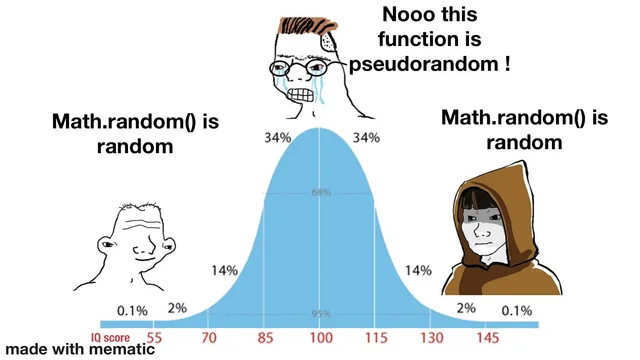 Nooo this
function is
pseudorandom !
Math.random() is
random
Math.random() is
random
34%
34%
68%
14%
14%
0.1%
2%
95%
2%
0.1%
IQ score
55
70
85
100
115
130
145
made with mematic